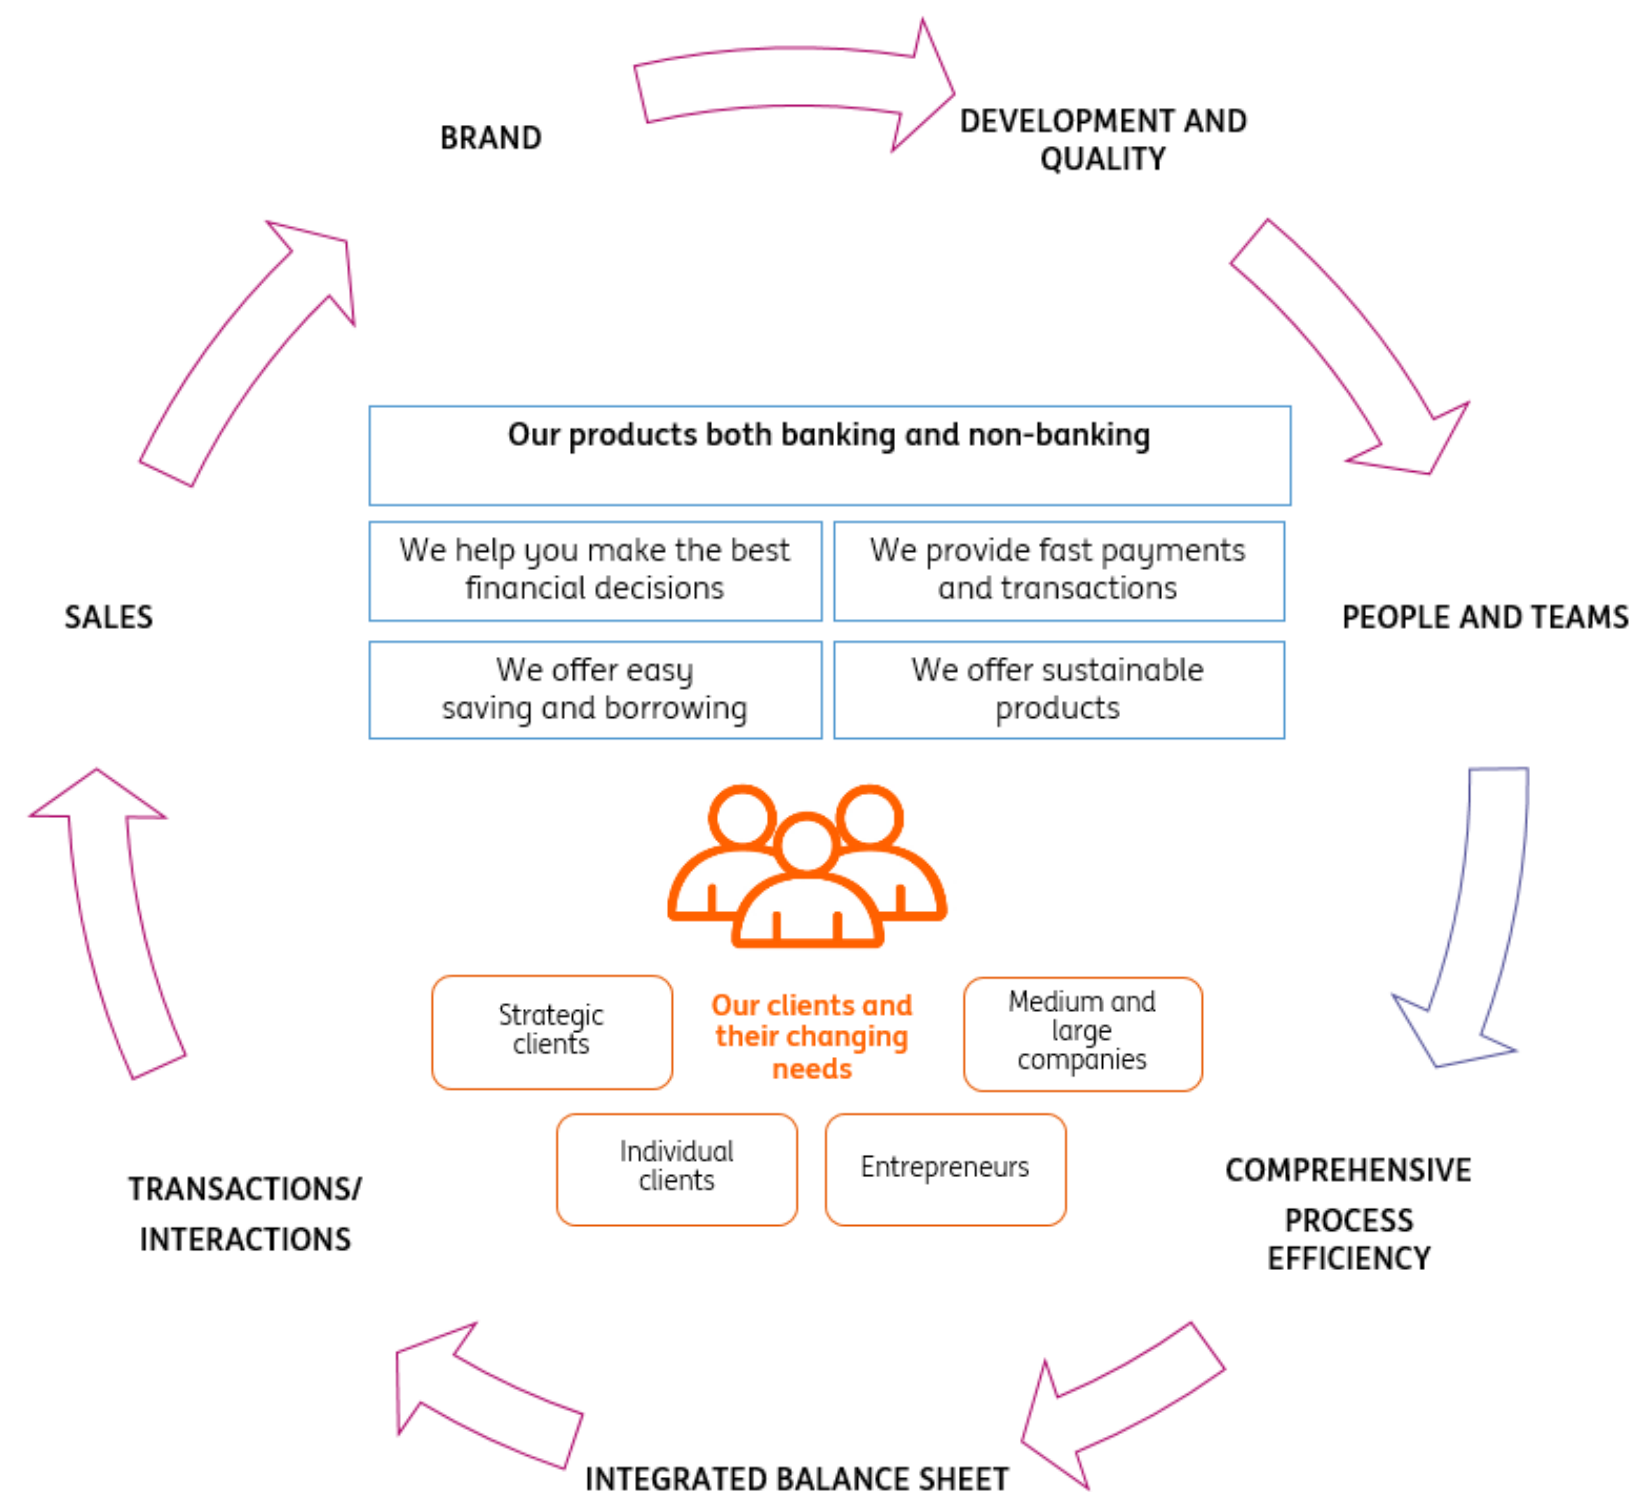 BRAND
DEVELOPMENT AND
QUALITY
Our products both banking and non-banking
We help you make the best
financial decisions
We provide fast payments
and transactions
SALES
PEOPLE AND TEAMS
We offer easy
saving and borrowing
We offer sustainable
products
Strategic
clients
Our clients and
their changing
needs
Medium and
large
companies
Individual
clients
Entrepreneurs
TRANSACTIONS/
INTERACTIONS
COMPREHENSIVE
PROCESS
EFFICIENCY
INTEGRATED BALANCE SHEET